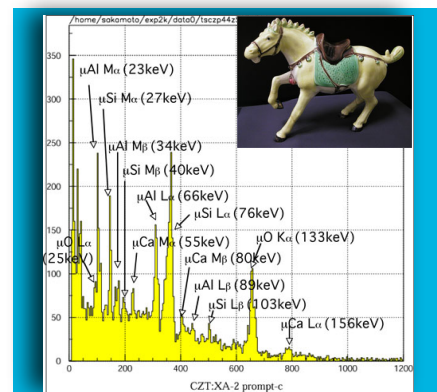 /home/sakamoto/exp2k/data0/tsczp44z
350
300
250
200
150
100
50
0
μAl Mα (23keV)
μSi Mα (27keV)
μAl Mβ (34keV)
μSi Mβ (40keV)
μAl Lα (66keV)
μSi Lα (76keV)
μO Lα
(25keV)
μCa Mα (55keV)
μCa Mβ (80keV)
μO Kα (133keV)
μAl Lβ (89keV)
μSi Lβ (103keV)
μCa Lα (156keV)
0 200 400 600 800 1000 1200
CZT:XA-2 prompt-c